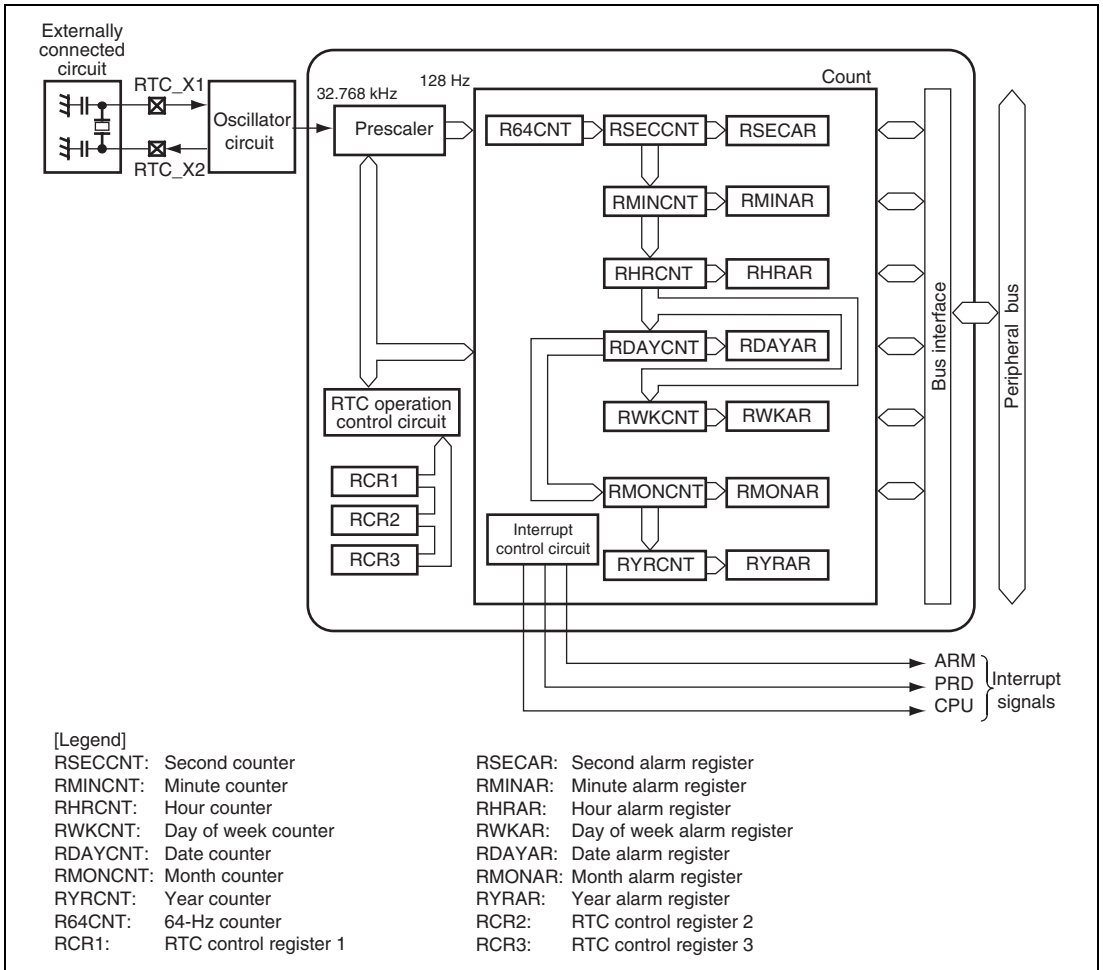 Externally
connected
circuit
RTC_X1
RTC_X2
Oscillator
circuit
32.768 kHz
128 Hz
Prescaler
Count
R64CNT
RSECCNT
RSECAR
RMINCNT
RMINAR
RHRCNT
RHRAR
RDAYCNT
RDAYAR
RWKCNT
RWKAR
RMONCNT
RMONAR
RYRCNT
RYRAR
RTC operation
control circuit
RCR1
RCR2
RCR3
Interrupt
control circuit
Bus interface
Peripheral bus
ARM
PRD
CPU
Interrupt
signals
[Legend]
RSECCNT: Second counter
RMINCNT: Minute counter
RHRCNT: Hour counter
RWKCNT: Day of week counter
RDAYCNT: Date counter
RMONCNT: Month counter
RYRCNT: Year counter
R64CNT: 64-Hz counter
RCR1: RTC control register 1
RSECAR: Second alarm register
RMINAR: Minute alarm register
RHRAR: Hour alarm register
RWKAR: Day of week alarm register
RDAYAR: Date alarm register
RMONAR: Month alarm register
RYRAR: Year alarm register
RCR2: RTC control register 2
RCR3: RTC control register 3